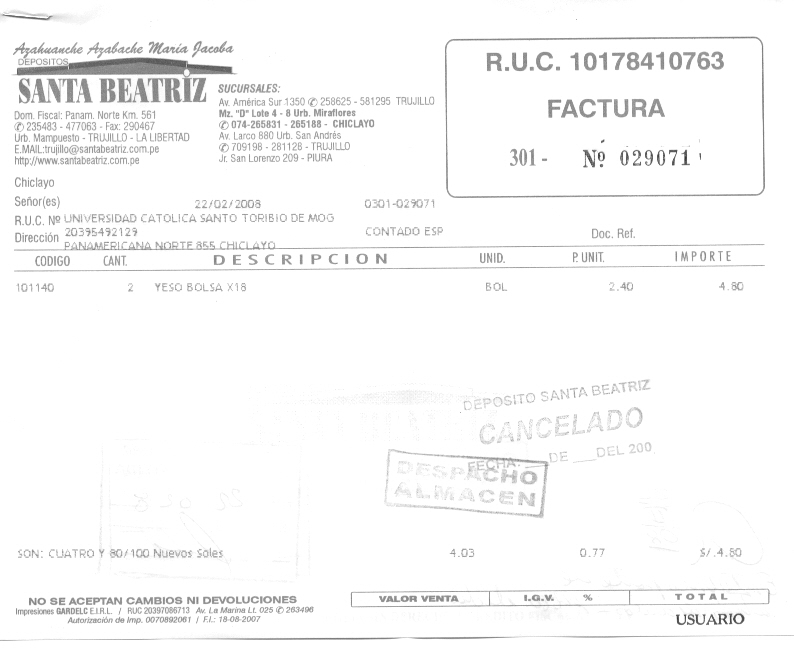 Azahuanche Azabache María Jacoba
DEPOSITOS
SANTA BEATRIZ
Dom. Fiscal: Panam. Norte Km. 561
✆ 235483 - 477063 - Fax: 290467
Urb. Mampuesto - TRUJILLO - LA LIBERTAD
E.MAIL:trujillo@santabeatriz.com.pe
http://www.santabeatriz.com.pe
SUCURSALES:
Av. América Sur 1350 ✆ 258625 - 581295 TRUJILLO
Mz. "D" Lote 4 - 8 Urb. Miraflores
✆ 074-265831 - 265188 - CHICLAYO
Av. Larco 880 Urb. San Andrés
✆ 709198 - 281128 - TRUJILLO
Jr. San Lorenzo 209 - PIURA
R.U.C. 10178410763
FACTURA
301 - Nº 029071
Chiclayo
Señor(es) 22/02/2008 0301-029071
R.U.C. Nº UNIVERSIDAD CATOLICA SANTO TORIBIO DE MOG
Dirección 20395492129 CONTADO ESP Doc. Ref.
PANAMERICANA NORTE 855 CHICLAYO
CODIGO CANT. DESCRIPCION UNID. P. UNIT. IMPORTE
101140 2 YESO BOLSA X18 BOL 2.40 4.80
DEPOSITO SANTA BEATRIZ
CANCELADO
FECHA: ___ DE ___ DEL 200
DESPACHO
ALMACEN
SON: CUATRO Y 80/100 Nuevos Soles 4.03 0.77 S/.4.80
NO SE ACEPTAN CAMBIOS NI DEVOLUCIONES
Impresiones GARDELC E.I.R.L. / RUC 20397086713 Av. La Marina Lt. 025 ✆ 263496
Autorización de Imp. 0070892061 / F.I.: 18-08-2007
VALOR VENTA I.G.V. % TOTAL
USUARIO